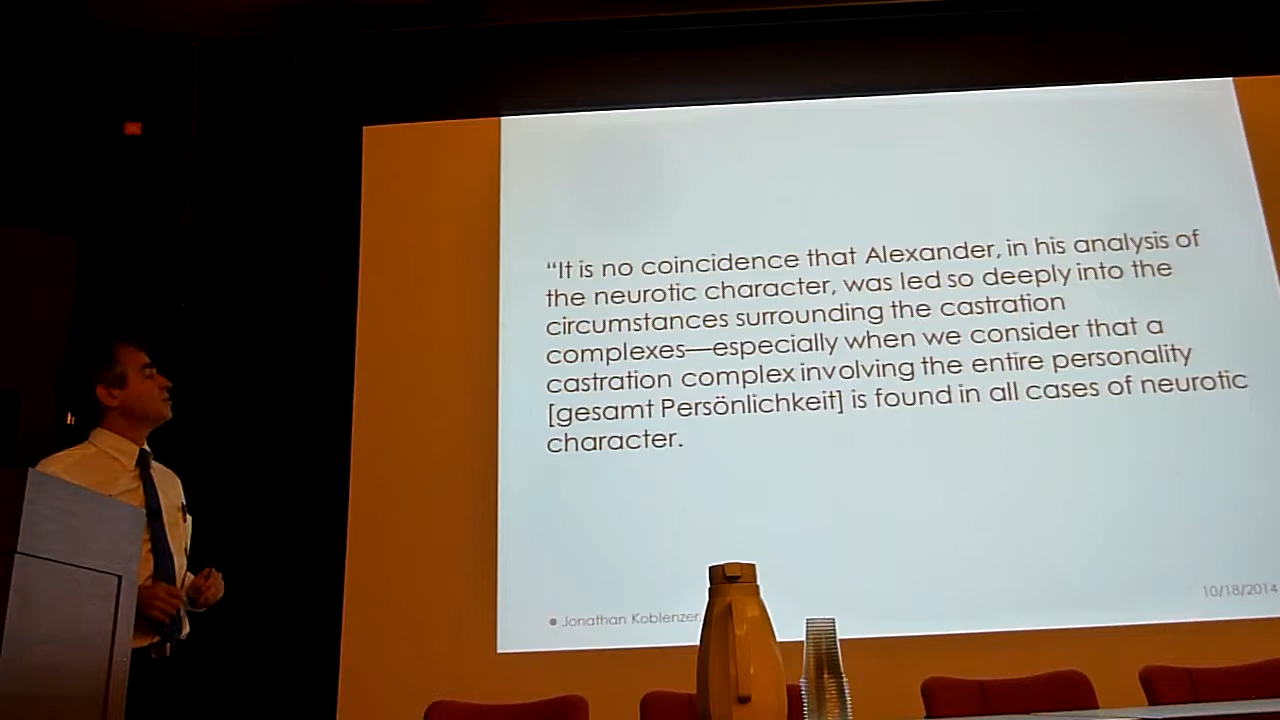 “It is no coincidence that Alexander, in his analysis of
the neurotic character, was led so deeply into the
circumstances surrounding the castration
complexes—especially when we consider that a
castration complex involving the entire personality
[gesamt Persönlichkeit] is found in all cases of neurotic
character.
10/18/2014
Jonathan Koblenzer,